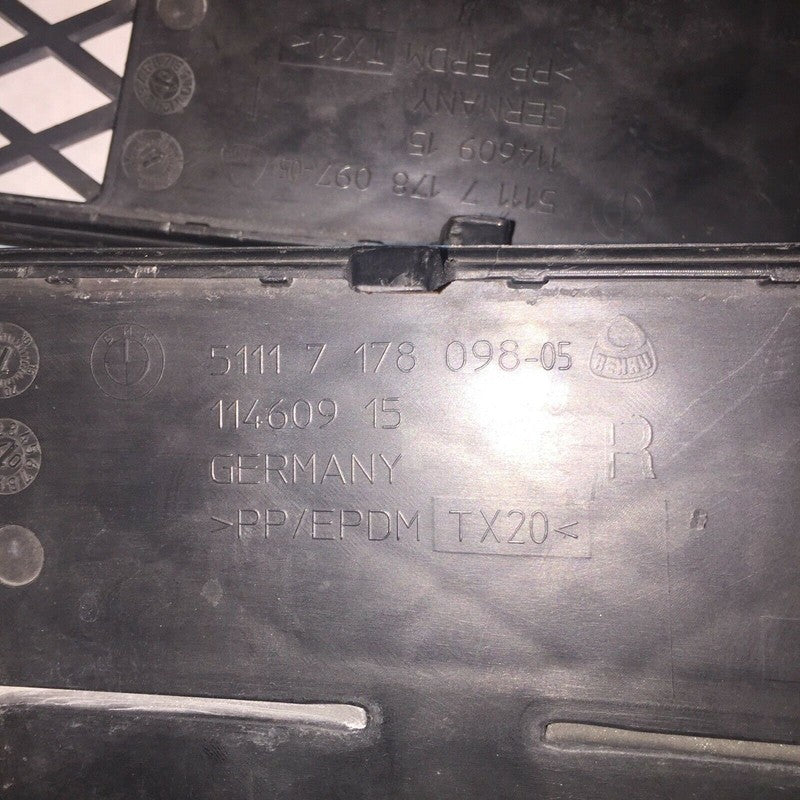 >PP/EPDM TX20<
GERMANY
114609 15
5111 7 178 097-05
BMW
5111 7 178 098-05
114609 15
R
GERMANY
>PP/EPDM TX20<